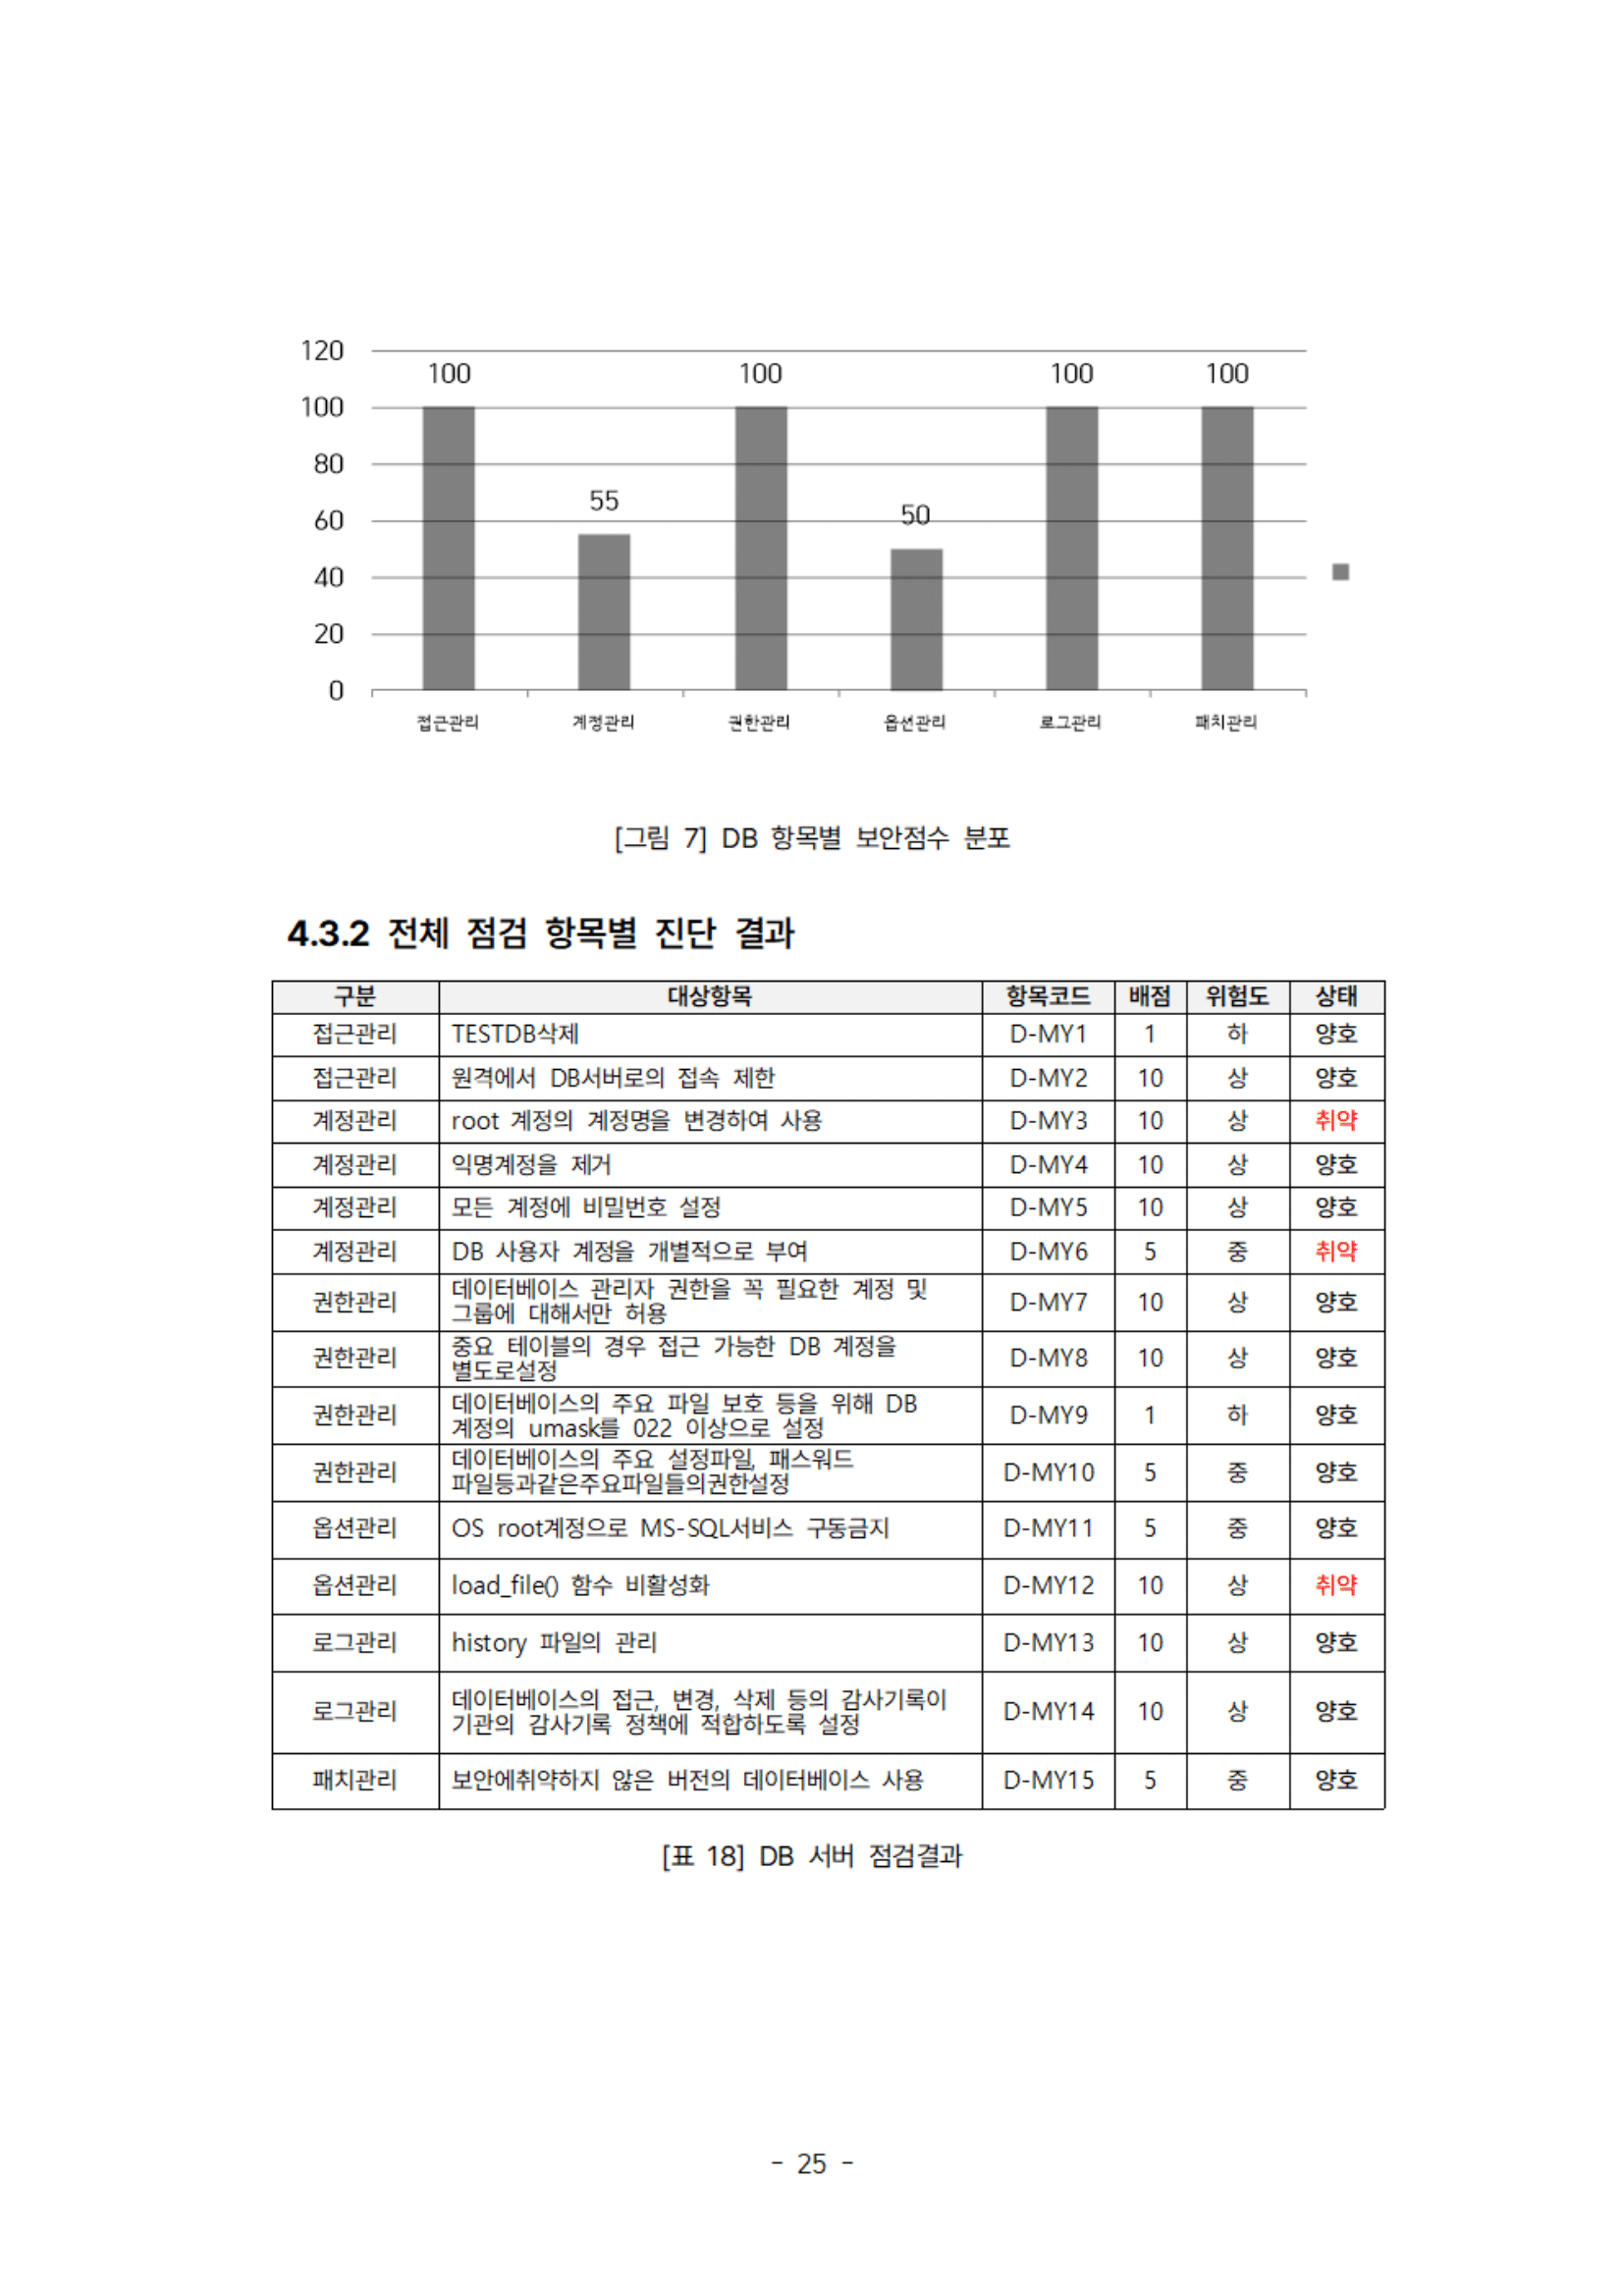 120
100
80
60
40
20
0
100
55
100
50
100
100
접근관리 계정관리 권한관리 옵션관리 로그관리 패치관리
[그림 7] DB 항목별 보안점수 분포
4.3.2 전체 점검 항목별 진단 결과
구분 대상항목 항목코드 배점 위험도 상태
접근관리 TESTDB삭제 D-MY1 1 하 양호
접근관리 원격에서 DB서버로의 접속 제한 D-MY2 10 상 양호
계정관리 root 계정의 계정명을 변경하여 사용 D-MY3 10 상 취약
계정관리 익명계정을 제거 D-MY4 10 상 양호
계정관리 모든 계정에 비밀번호 설정 D-MY5 10 상 양호
계정관리 DB 사용자 계정을 개별적으로 부여 D-MY6 5 중 취약
권한관리 데이터베이스 관리자 권한을 꼭 필요한 계정 및
그룹에 대해서만 허용 D-MY7 10 상 양호
권한관리 중요 테이블의 경우 접근 가능한 DB 계정을
별도로설정 D-MY8 10 상 양호
권한관리 데이터베이스의 주요 파일 보호 등을 위해 DB
계정의 umask를 022 이상으로 설정 D-MY9 1 하 양호
권한관리 데이터베이스의 주요 설정파일, 패스워드
파일등과같은주요파일들의권한설정 D-MY10 5 중 양호
옵션관리 OS root계정으로 MS-SQL서비스 구동금지 D-MY11 5 중 양호
옵션관리 load_file() 함수 비활성화 D-MY12 10 상 취약
로그관리 history 파일의 관리 D-MY13 10 상 양호
로그관리 데이터베이스의 접근, 변경, 삭제 등의 감사기록이
기관의 감사기록 정책에 적합하도록 설정 D-MY14 10 상 양호
패치관리 보안에취약하지 않은 버전의 데이터베이스 사용 D-MY15 5 중 양호
[표 18] DB 서버 점검결과
- 25 -